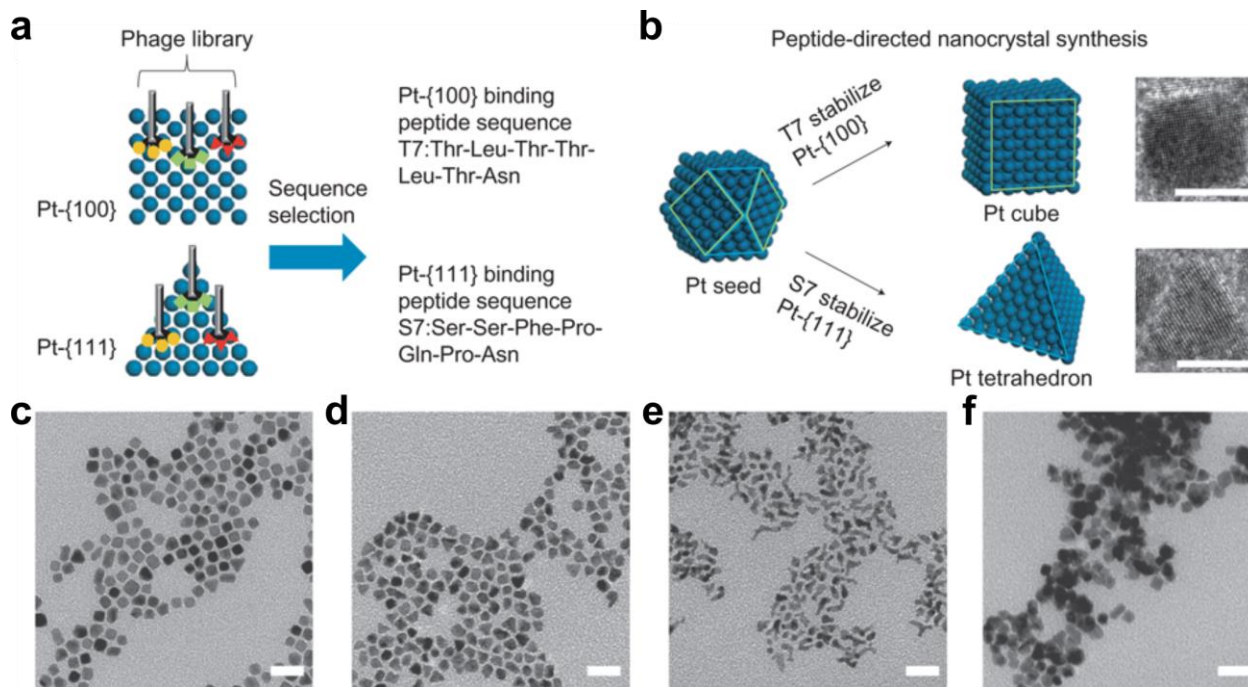 a
Phage library
Pt-{100}
Pt-{111}
Sequence
selection
Pt-{100} binding
peptide sequence
T7:Thr-Leu-Thr-Thr-
Leu-Thr-Asn
Pt-{111} binding
peptide sequence
S7:Ser-Ser-Phe-Pro-
Gln-Pro-Asn
b
Peptide-directed nanocrystal synthesis
Pt seed
T7 stabilize
Pt-{100}
S7 stabilize
Pt-{111}
Pt cube
Pt tetrahedron
c
d
e
f